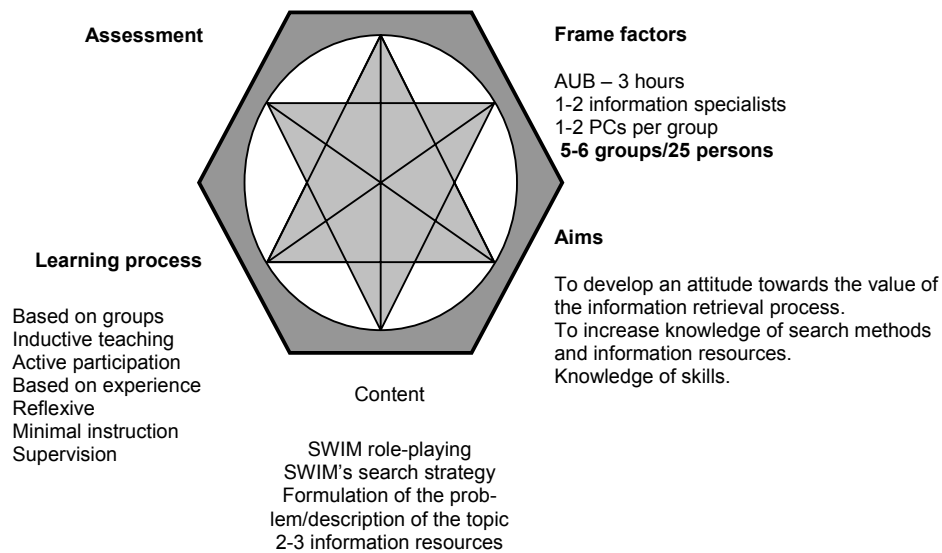 Assessment
Frame factors
AUB – 3 hours
1-2 information specialists
1-2 PCs per group
5-6 groups/25 persons
Learning process
Based on groups
Inductive teaching
Active participation
Based on experience
Reflexive
Minimal instruction
Supervision
Aims
To develop an attitude towards the value of
the information retrieval process.
To increase knowledge of search methods
and information resources.
Knowledge of skills.
Content
SWIM role-playing
SWIM's search strategy
Formulation of the prob-
lem/description of the topic
2-3 information resources